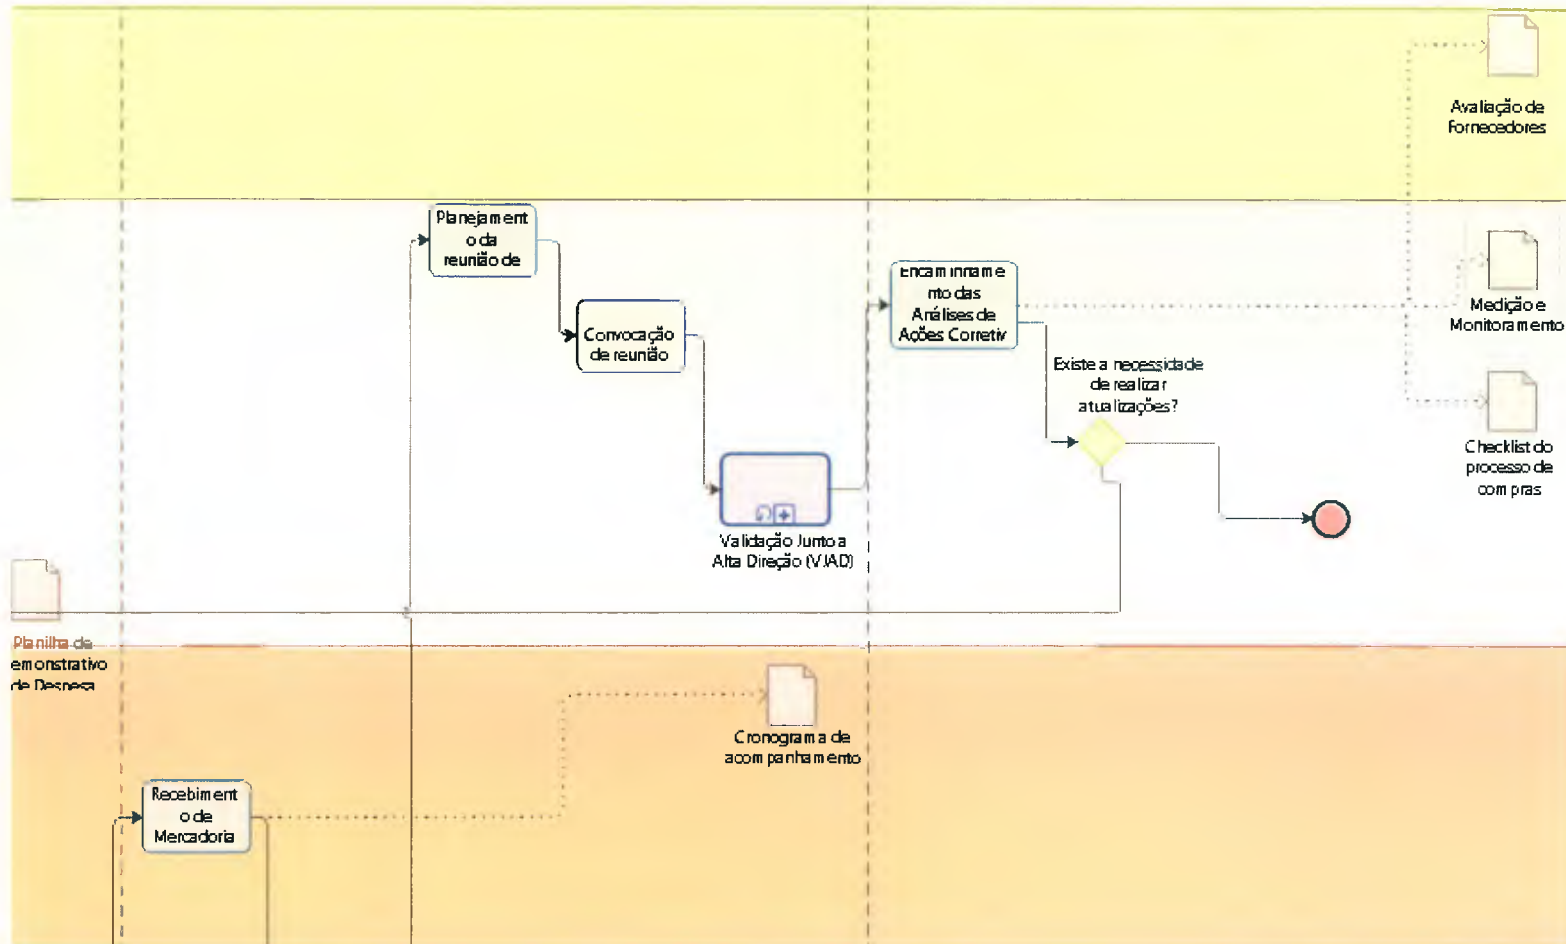 Avaliação de
Fornecedores
Planejament
o da
reunião de
Convocação
de reunião
Encaminhame
nto das
Análises de
Ações Corretiv
Medição e
Monitoramento
Existe a necessidade
de realizar
atualizações?
Checklist do
processo de
compras
Validação Junto a
Alta Direção (VJAD)
Planilha de
emonstrativo
de Despesa
Cronograma de
acompanhamento
Recebiment
o de
Mercadoria